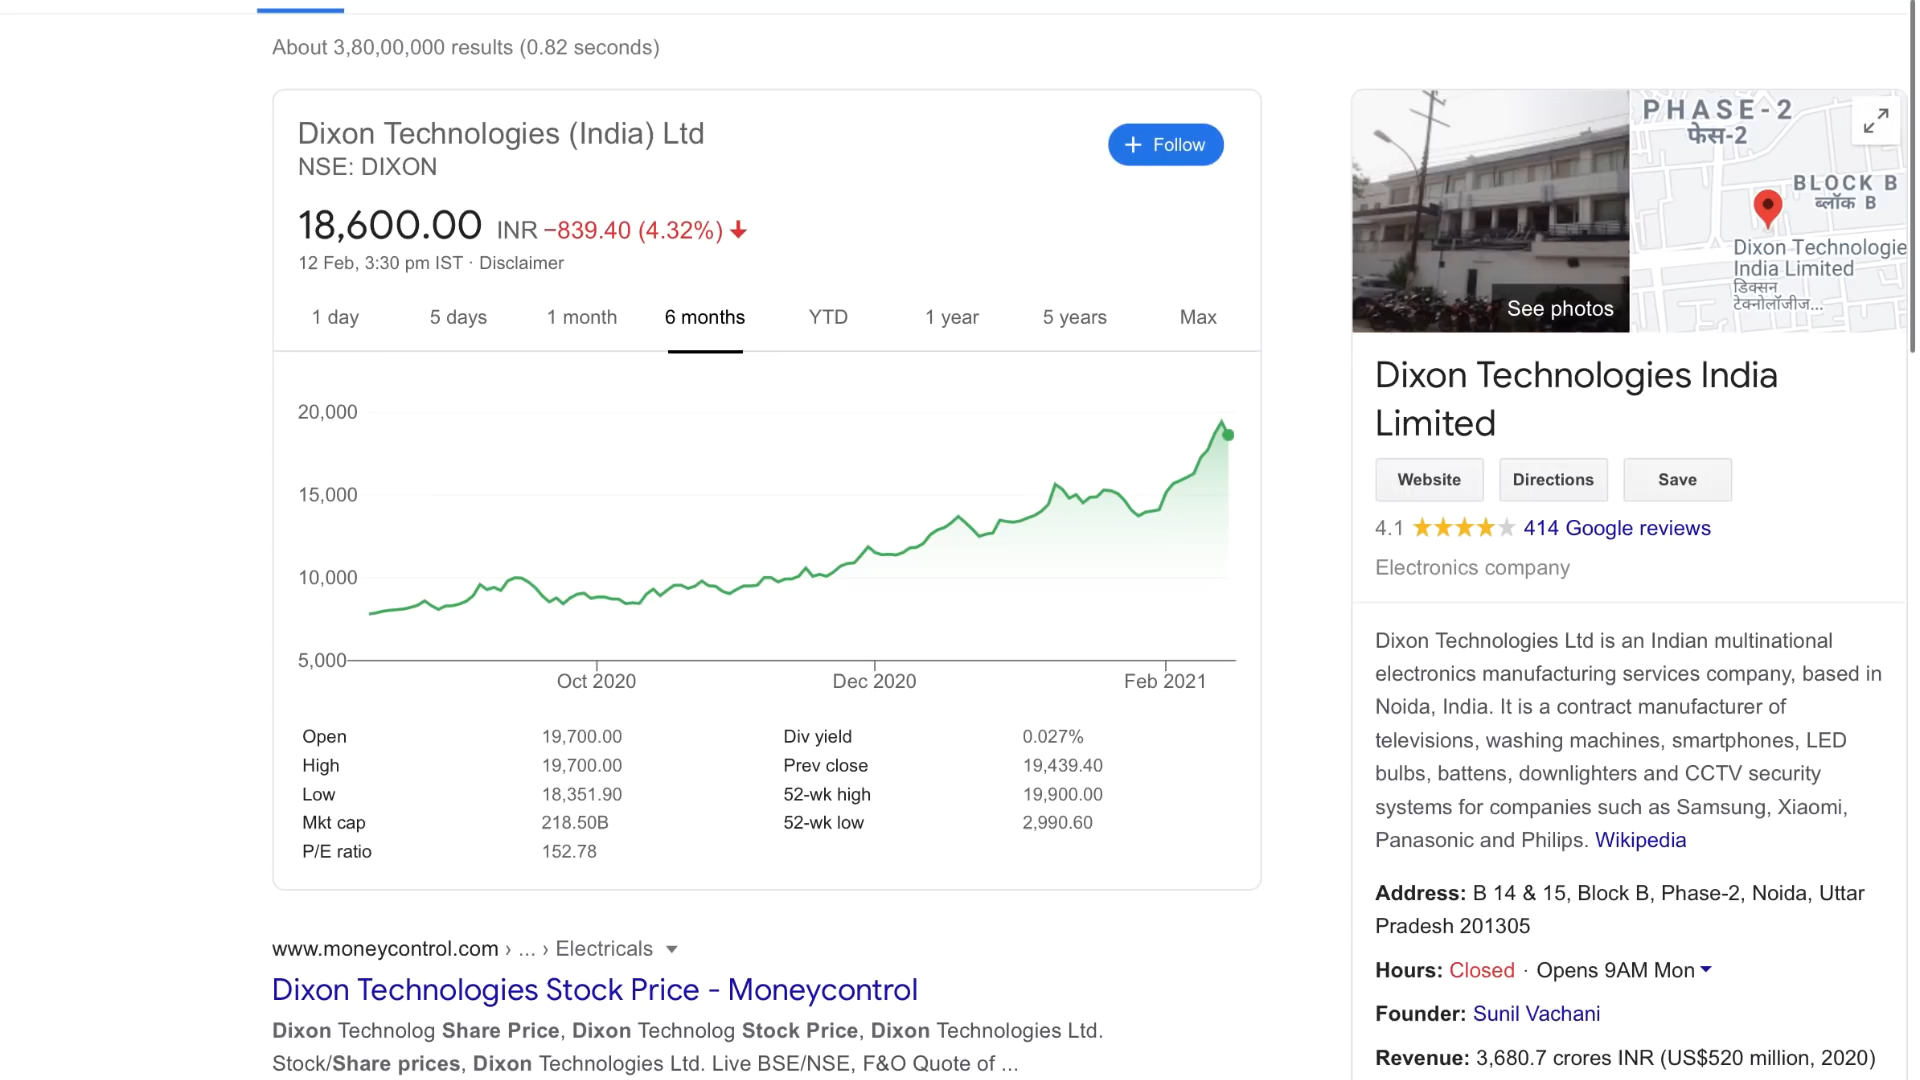 About 3,80,00,000 results (0.82 seconds)
Dixon Technologies (India) Ltd
NSE: DIXON
+ Follow
18,600.00 INR −839.40 (4.32%) ↓
12 Feb, 3:30 pm IST · Disclaimer
1 day 5 days 1 month 6 months YTD 1 year 5 years Max
20,000
15,000
10,000
5,000
Oct 2020 Dec 2020 Feb 2021
Open 19,700.00 Div yield 0.027%
High 19,700.00 Prev close 19,439.40
Low 18,351.90 52-wk high 19,900.00
Mkt cap 218.50B 52-wk low 2,990.60
P/E ratio 152.78
www.moneycontrol.com › ... › Electricals
Dixon Technologies Stock Price - Moneycontrol
Dixon Technolog Share Price, Dixon Technolog Stock Price, Dixon Technologies Ltd.
Stock/Share prices, Dixon Technologies Ltd. Live BSE/NSE, F&O Quote of ...
See photos
PHASE-2
फेस-2
BLOCK B
ब्लॉक B
Dixon Technologie
India Limited
डिक्सन
टेक्नोलॉजीज...
Dixon Technologies India
Limited
Website Directions Save
4.1 414 Google reviews
Electronics company
Dixon Technologies Ltd is an Indian multinational
electronics manufacturing services company, based in
Noida, India. It is a contract manufacturer of
televisions, washing machines, smartphones, LED
bulbs, battens, downlighters and CCTV security
systems for companies such as Samsung, Xiaomi,
Panasonic and Philips. Wikipedia
Address: B 14 & 15, Block B, Phase-2, Noida, Uttar
Pradesh 201305
Hours: Closed · Opens 9AM Mon
Founder: Sunil Vachani
Revenue: 3,680.7 crores INR (US$520 million, 2020)